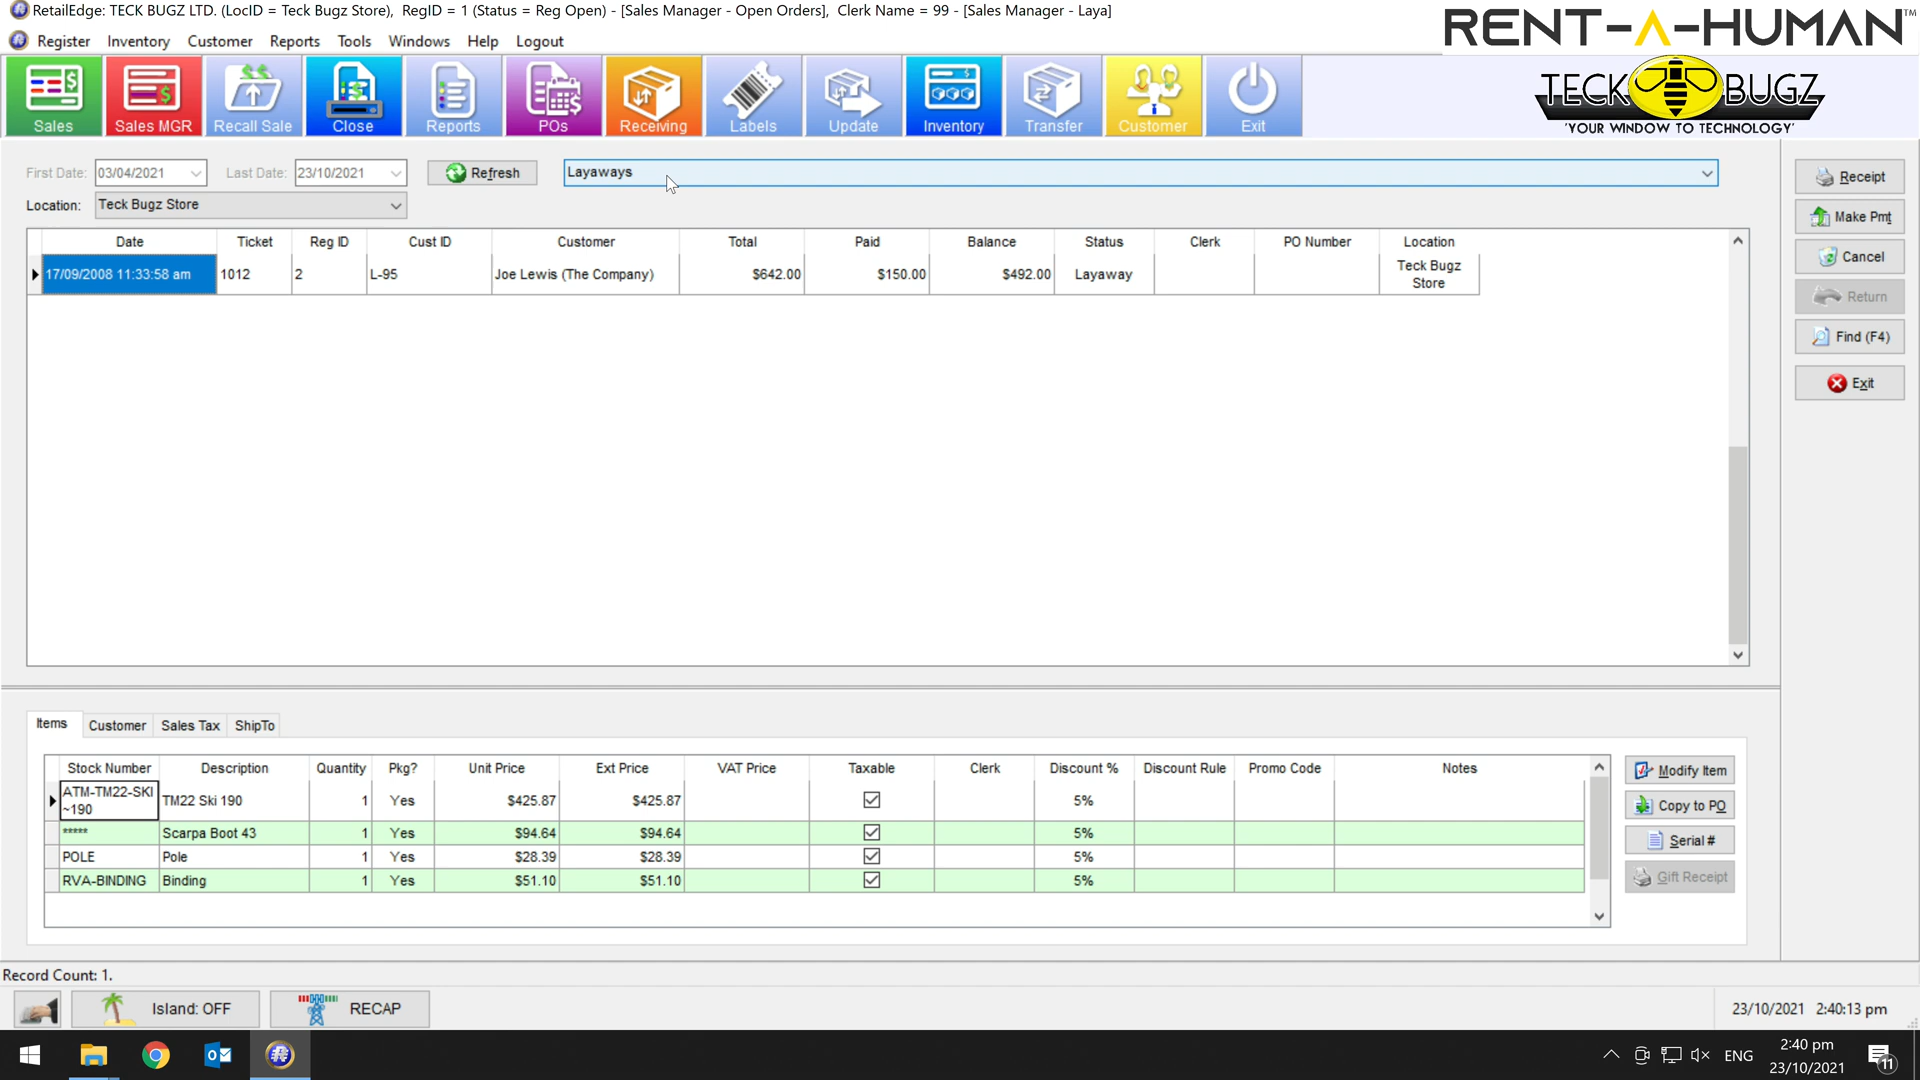 RetailEdge: TECK BUGZ LTD. (LocID = Teck Bugz Store), RegID = 1 (Status = Reg Open) - [Sales Manager - Open Orders], Clerk Name = 99 - [Sales Manager - Laya]
RENT-A-HUMAN™
Register Inventory Customer Reports Tools Windows Help Logout
TECK BUGZ
'YOUR WINDOW TO TECHNOLOGY'
Sales Sales MGR Recall Sale Close Reports POs Receiving Labels Update Inventory Transfer Customer Exit
First Date: 03/04/2021 Last Date: 23/10/2021 Refresh Layaways Receipt
Location: Teck Bugz Store
Make Pmt
Date Ticket Reg ID Cust ID Customer Total Paid Balance Status Clerk PO Number Location
Cancel
17/09/2008 11:33:58 am 1012 2 L-95 Joe Lewis (The Company) $642.00 $150.00 $492.00 Layaway Teck Bugz
Store
Return
Find (F4)
Exit
Items Customer Sales Tax ShipTo
Stock Number Description Quantity Pkg? Unit Price Ext Price VAT Price Taxable Clerk Discount % Discount Rule Promo Code Notes Modify Item
ATM-TM22-SKI
~190 TM22 Ski 190 1 Yes $425.87 $425.87 5%
Copy to PO
***** Scarpa Boot 43 1 Yes $94.64 $94.64 5%
Serial #
POLE Pole 1 Yes $28.39 $28.39 5%
RVA-BINDING Binding 1 Yes $51.10 $51.10 5%
Gift Receipt
Record Count: 1.
Island: OFF RECAP 23/10/2021 2:40:13 pm
ENG 2:40 pm
23/10/2021
11